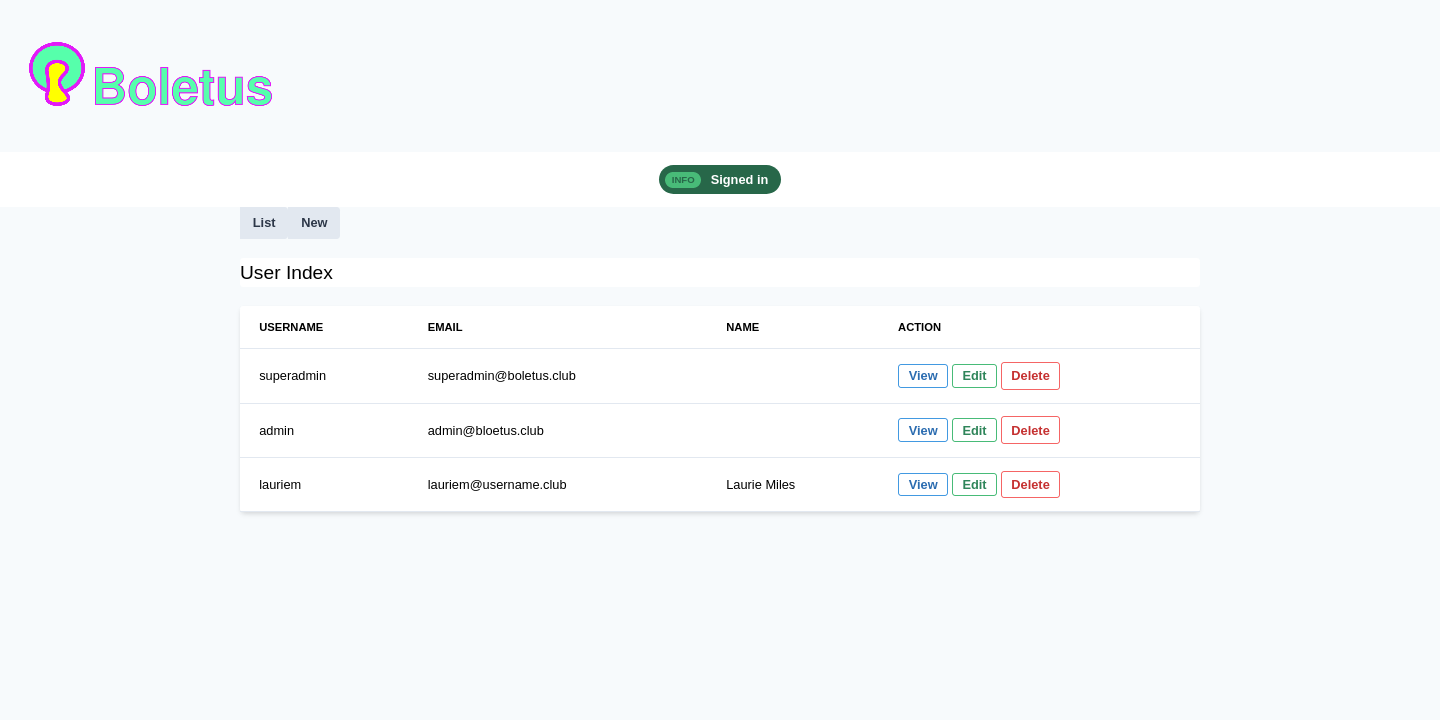 Boletus
INFO Signed in
List New
User Index
USERNAME EMAIL NAME ACTION
superadmin superadmin@boletus.club View Edit Delete
admin admin@bloetus.club View Edit Delete
lauriem lauriem@username.club Laurie Miles View Edit Delete